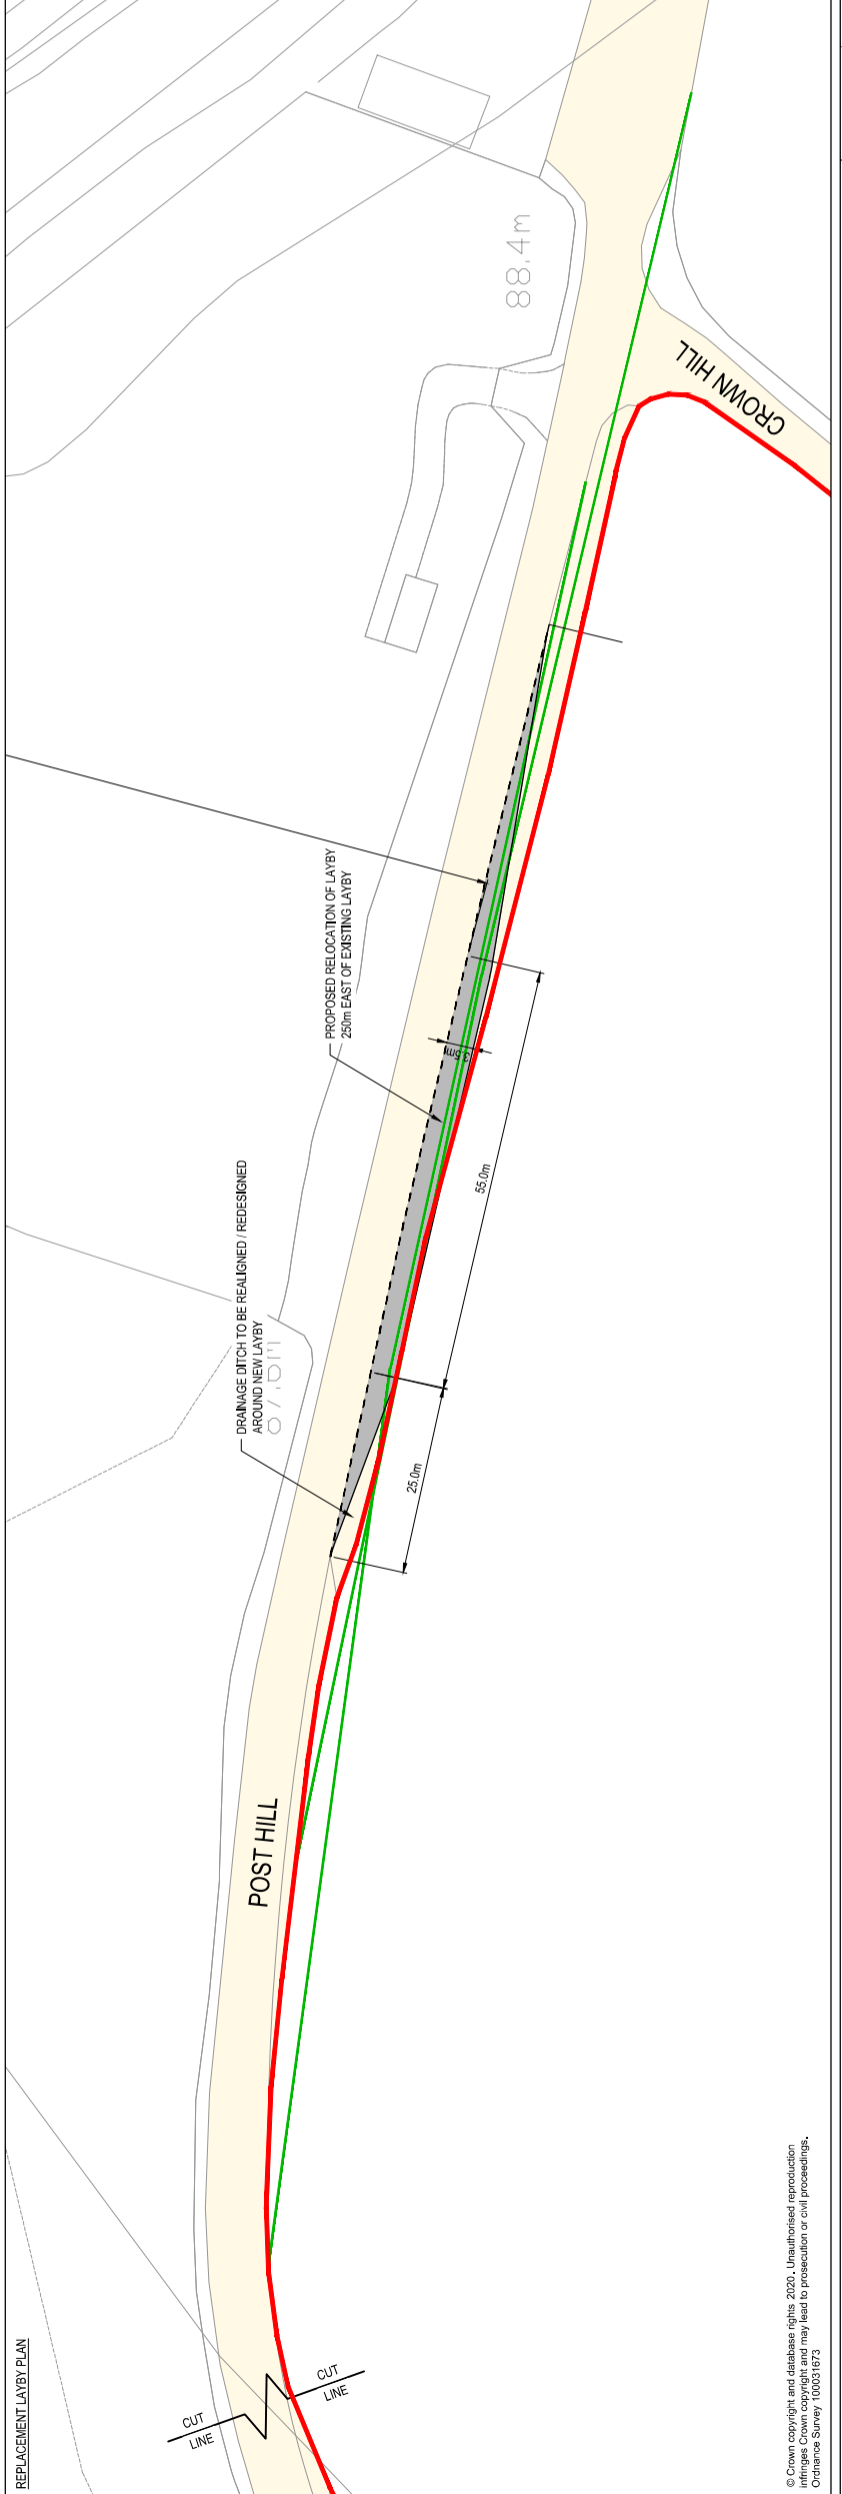 REPLACEMENT LAYBY PLAN
CUT
LINE
CUT
LINE
POST HILL
DRAINAGE DITCH TO BE REALIGNED / REDESIGNED
AROUND NEW LAYBY
PROPOSED RELOCATION OF LAYBY
250m EAST OF EXISTING LAYBY
25.0m
55.0m
3.5m
88.4m
CROWN HILL
© Crown copyright and database rights 2020. Unauthorised reproduction
infringes Crown copyright and may lead to prosecution or civil proceedings.
Ordnance Survey 100031673